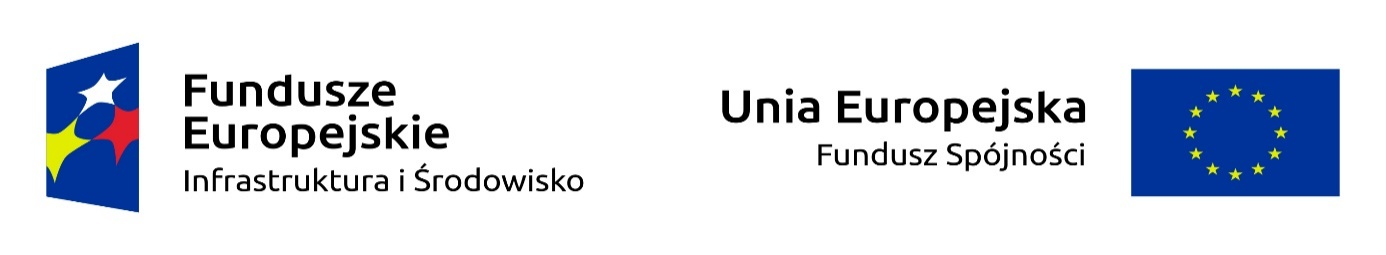 Fundusze
Europejskie
Infrastruktura i Środowisko
Unia Europejska
Fundusz Spójności